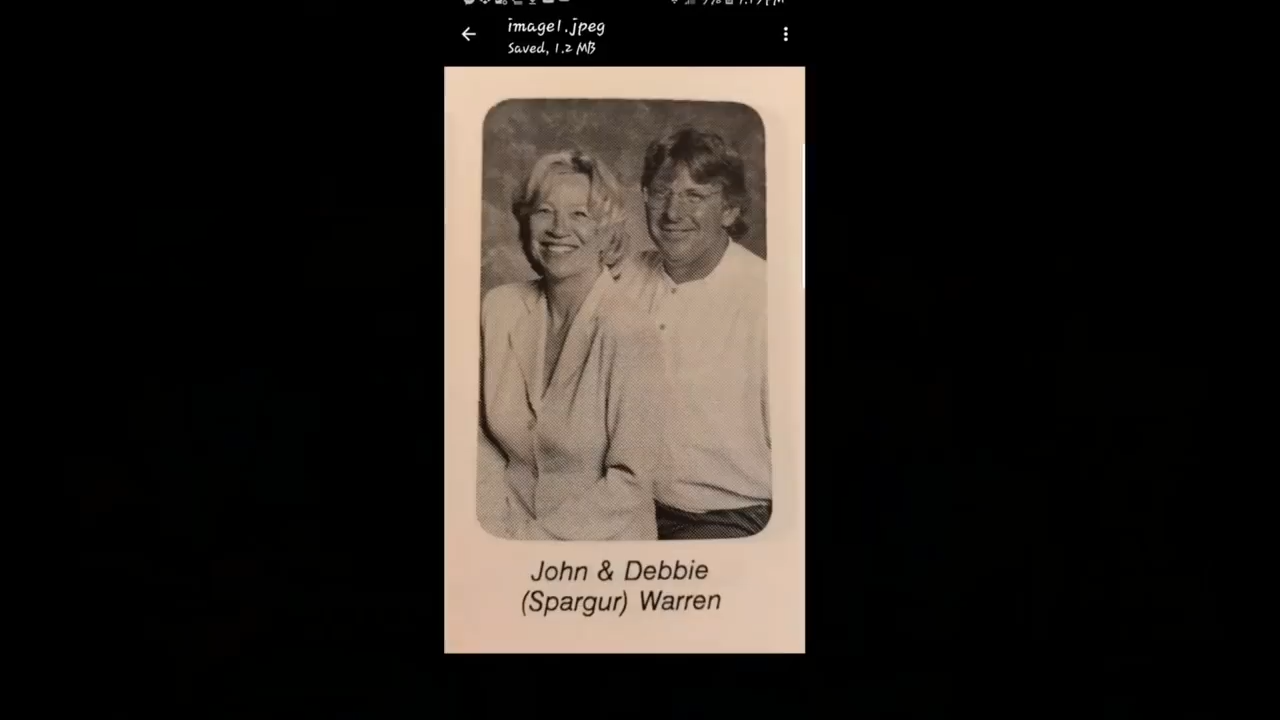 image1.jpeg
Saved, 1.2 MB
John & Debbie
(Spargur) Warren